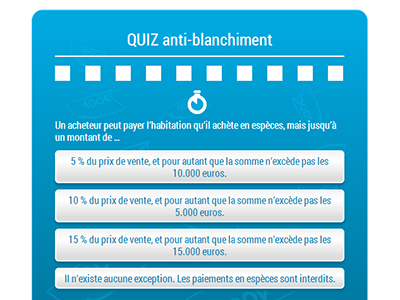 QUIZ anti-blanchiment
Un acheteur peut payer l'habitation qu'il achète en espèces, mais jusqu'à
un montant de ...
5 % du prix de vente, et pour autant que la somme n'excède pas les
10.000 euros.
10 % du prix de vente, et pour autant que la somme n'excède pas les
5.000 euros.
15 % du prix de vente, et pour autant que la somme n'excède pas les
15.000 euros.
Il n'existe aucune exception. Les paiements en espèces sont interdits.